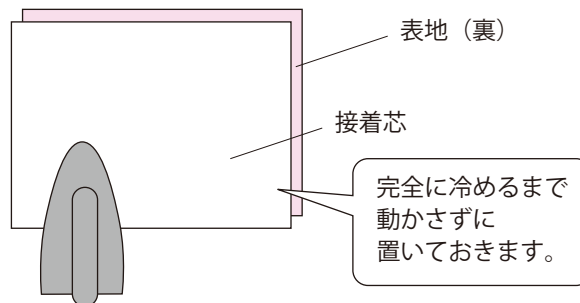 表地（裏）
接着芯
完全に冷めるまで
動かさずに
置いておきます。